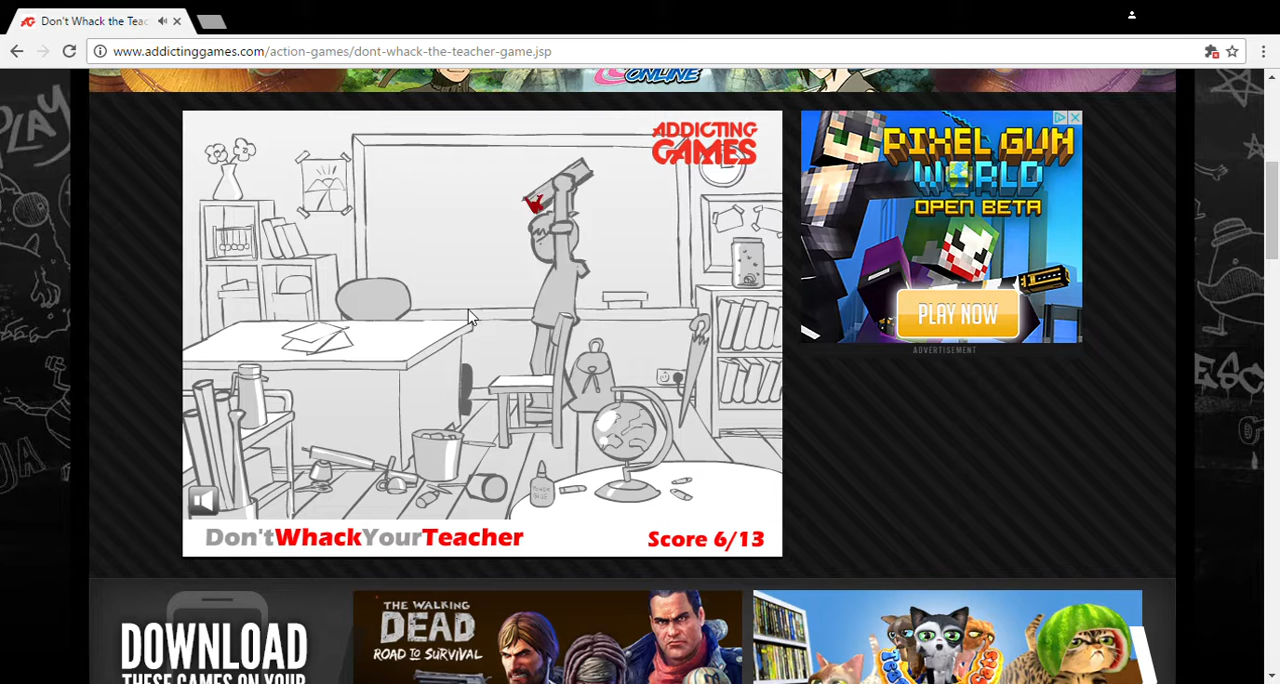 Don't Whack the Teac
www.addictinggames.com/action-games/dont-whack-the-teacher-game.jsp
ONLINE
PLAY
ADDICTING
GAMES
PIXEL GUN
WORLD
OPEN BETA
PLAY NOW
ADVERTISEMENT
ESC
Don'tWhackYourTeacher
Score 6/13
DOWNLOAD
THESE GAMES ON YOUR
THE WALKING
DEAD
ROAD TO SURVIVAL